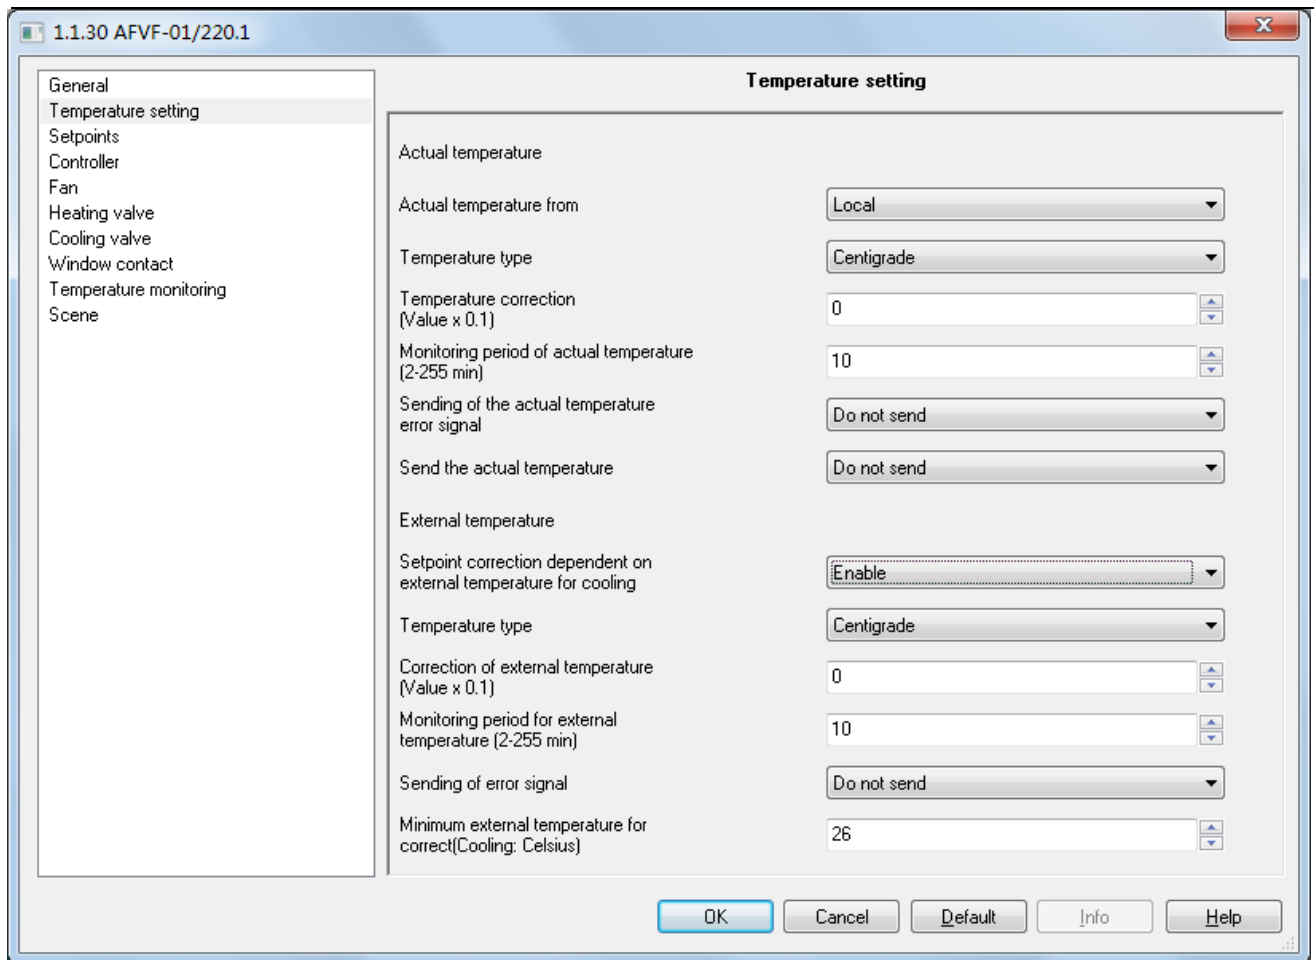 1.1.30 AFVF-01/220.1
General
Temperature setting
Setpoints
Controller
Fan
Heating valve
Cooling valve
Window contact
Temperature monitoring
Scene
Temperature setting
Actual temperature
Actual temperature from
Local
Temperature type
Centigrade
Temperature correction
(Value x 0.1)
0
Monitoring period of actual temperature
(2-255 min)
10
Sending of the actual temperature
error signal
Do not send
Send the actual temperature
Do not send
External temperature
Setpoint correction dependent on
external temperature for cooling
Enable
Temperature type
Centigrade
Correction of external temperature
(Value x 0.1)
0
Monitoring period for external
temperature (2-255 min)
10
Sending of error signal
Do not send
Minimum external temperature for
correct(Cooling: Celsius)
26
OK
Cancel
Default
Info
Help